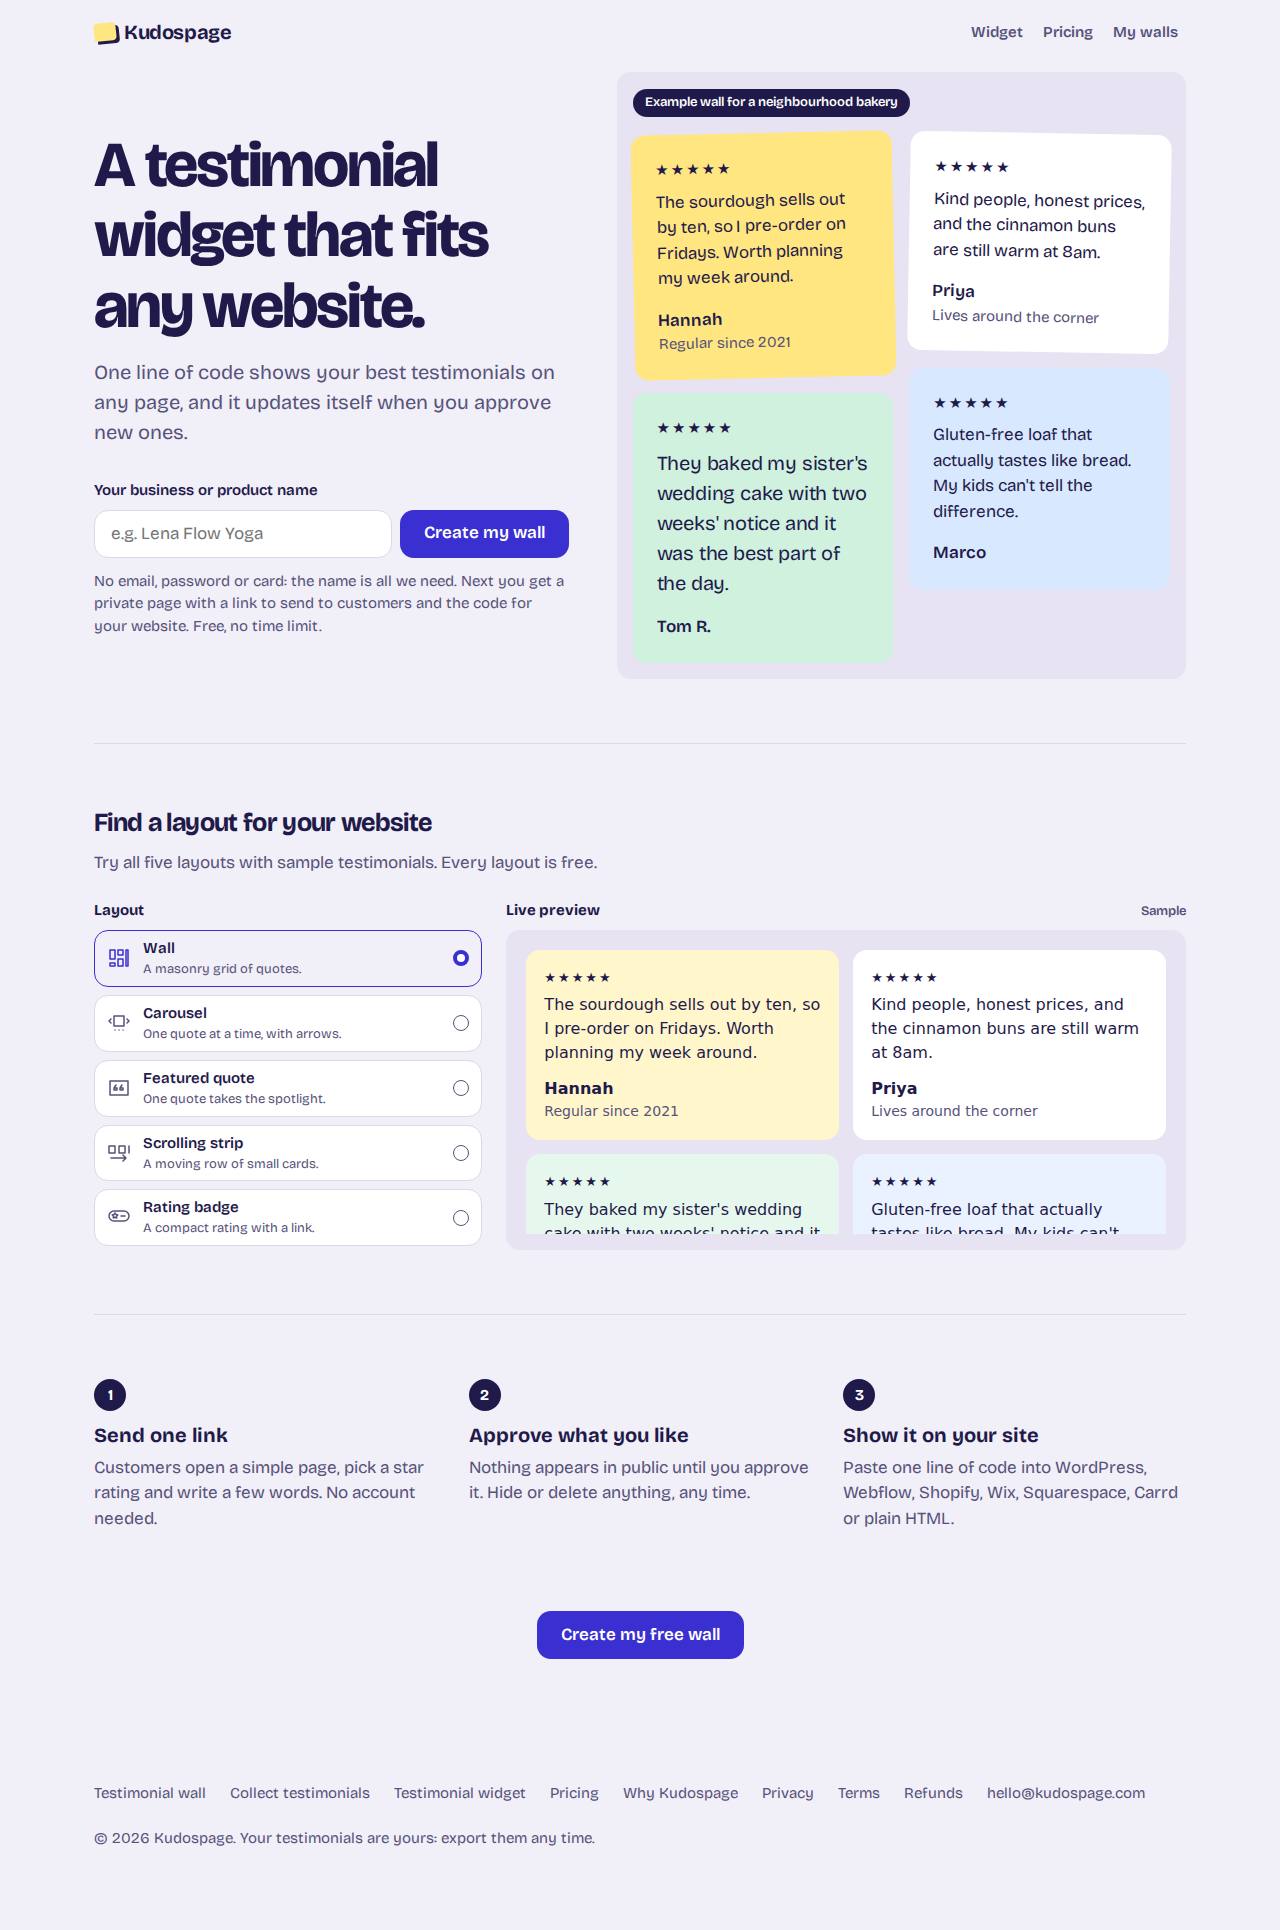 Kudospage
Widget
Pricing
My walls
A testimonial
widget that fits
any website.
One line of code shows your best testimonials on
any page, and it updates itself when you approve
new ones.
Your business or product name
e.g. Lena Flow Yoga
Create my wall
No email, password or card: the name is all we need. Next you get a
private page with a link to send to customers and the code for
your website. Free, no time limit.
Example wall for a neighbourhood bakery
★★★★★
The sourdough sells out
by ten, so I pre-order on
Fridays. Worth planning
my week around.
Hannah
Regular since 2021
★★★★★
Kind people, honest prices,
and the cinnamon buns
are still warm at 8am.
Priya
Lives around the corner
★★★★★
They baked my sister's
wedding cake with two
weeks' notice and it
was the best part of
the day.
Tom R.
★★★★★
Gluten-free loaf that
actually tastes like bread.
My kids can't tell the
difference.
Marco
Find a layout for your website
Try all five layouts with sample testimonials. Every layout is free.
Layout
Wall
A masonry grid of quotes.
Carousel
One quote at a time, with arrows.
Featured quote
One quote takes the spotlight.
Scrolling strip
A moving row of small cards.
Rating badge
A compact rating with a link.
Live preview
Sample
★★★★★
The sourdough sells out by ten, so
I pre-order on Fridays. Worth
planning my week around.
Hannah
Regular since 2021
★★★★★
Kind people, honest prices, and
the cinnamon buns are still warm
at 8am.
Priya
Lives around the corner
★★★★★
They baked my sister's wedding
cake with two weeks' notice and it
★★★★★
Gluten-free loaf that actually
tastes like bread. My kids can't
1
Send one link
Customers open a simple page, pick a star
rating and write a few words. No account
needed.
2
Approve what you like
Nothing appears in public until you approve
it. Hide or delete anything, any time.
3
Show it on your site
Paste one line of code into WordPress,
Webflow, Shopify, Wix, Squarespace, Carrd
or plain HTML.
Create my free wall
Testimonial wall
Collect testimonials
Testimonial widget
Pricing
Why Kudospage
Privacy
Terms
Refunds
hello@kudospage.com
© 2026 Kudospage. Your testimonials are yours: export them any time.